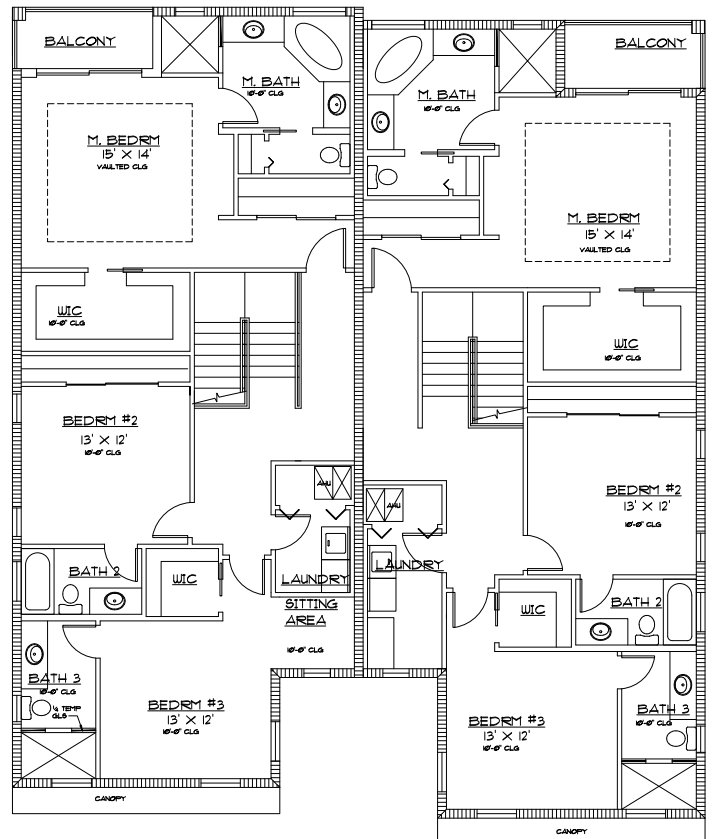 BALCONY
M. BATH
10'-0" CLG
M. BEDRM
15' X 14'
VAULTED CLG
WIC
10'-0" CLG
BEDRM #2
13' X 12'
10'-0" CLG
AHU
BATH 2
WIC
LAUNDRY
SITTING
AREA
10'-0" CLG
BATH 3
10'-0" CLG
¼ TEMP
GLS
BEDRM #3
13' X 12'
10'-0" CLG
CANOPY
BALCONY
M. BATH
10'-0" CLG
M. BEDRM
15' X 14'
VAULTED CLG
WIC
10'-0" CLG
BEDRM #2
13' X 12'
10'-0" CLG
AHU
LAUNDRY
WIC
BATH 2
BATH 3
10'-0" CLG
BEDRM #3
13' X 12'
10'-0" CLG
CANOPY